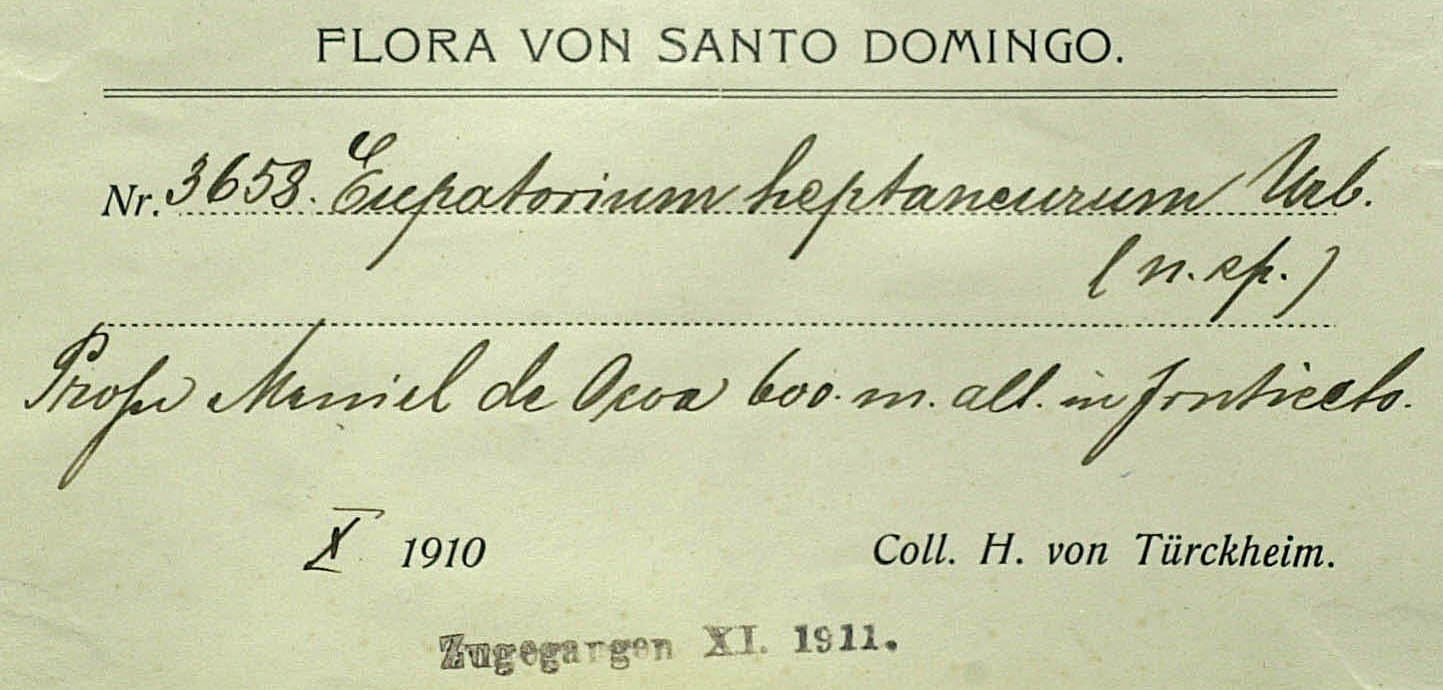 FLORA VON SANTO DOMINGO.
Nr. 3658. Eupatorium heptaneurum Urb.
(n. sp.)
Prope Maniel de Ocoa 600. m. alt. in fruticeto.
X 1910 Coll. H. von Türckheim.
Zugegangen XI. 1911.